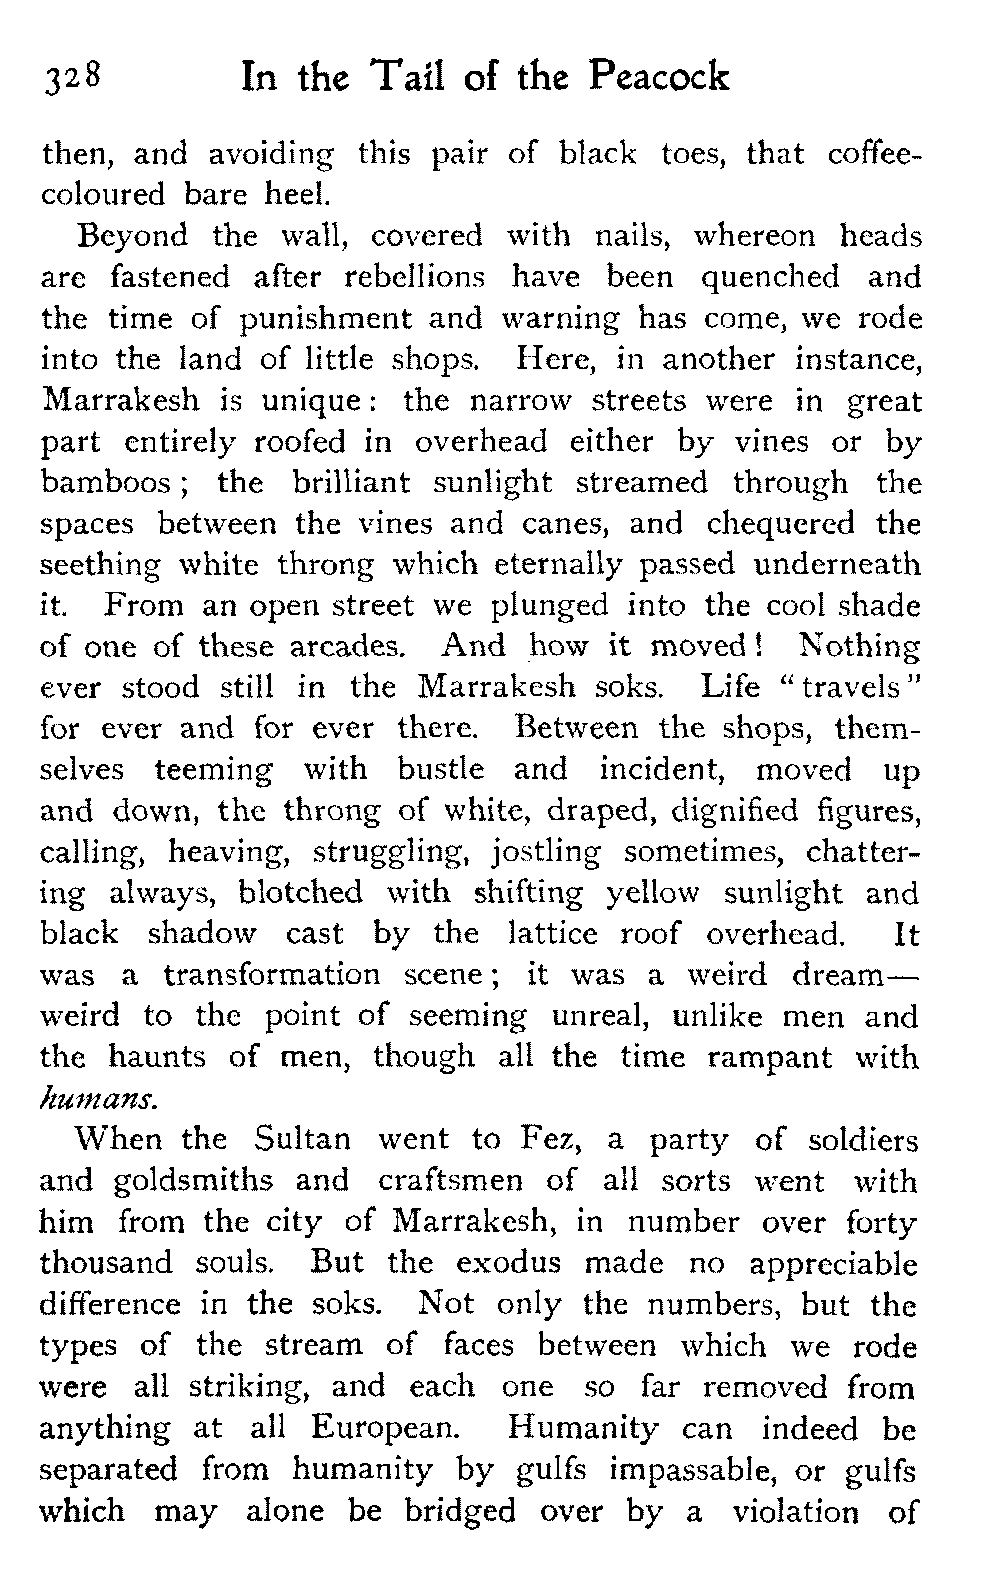 328 In the Tail of the Peacock
then, and avoiding this pair of black toes, that coffee-
coloured bare heel.
Beyond the wall, covered with nails, whereon heads
are fastened after rebellions have been quenched and
the time of punishment and warning has come, we rode
into the land of little shops. Here, in another instance,
Marrakesh is unique : the narrow streets were in great
part entirely roofed in overhead either by vines or by
bamboos ; the brilliant sunlight streamed through the
spaces between the vines and canes, and chequered the
seething white throng which eternally passed underneath
it. From an open street we plunged into the cool shade
of one of these arcades. And how it moved ! Nothing
ever stood still in the Marrakesh soks. Life “ travels ”
for ever and for ever there. Between the shops, them-
selves teeming with bustle and incident, moved up
and down, the throng of white, draped, dignified figures,
calling, heaving, struggling, jostling sometimes, chatter-
ing always, blotched with shifting yellow sunlight and
black shadow cast by the lattice roof overhead. It
was a transformation scene ; it was a weird dream—
weird to the point of seeming unreal, unlike men and
the haunts of men, though all the time rampant with
humans.
When the Sultan went to Fez, a party of soldiers
and goldsmiths and craftsmen of all sorts went with
him from the city of Marrakesh, in number over forty
thousand souls. But the exodus made no appreciable
difference in the soks. Not only the numbers, but the
types of the stream of faces between which we rode
were all striking, and each one so far removed from
anything at all European. Humanity can indeed be
separated from humanity by gulfs impassable, or gulfs
which may alone be bridged over by a violation of